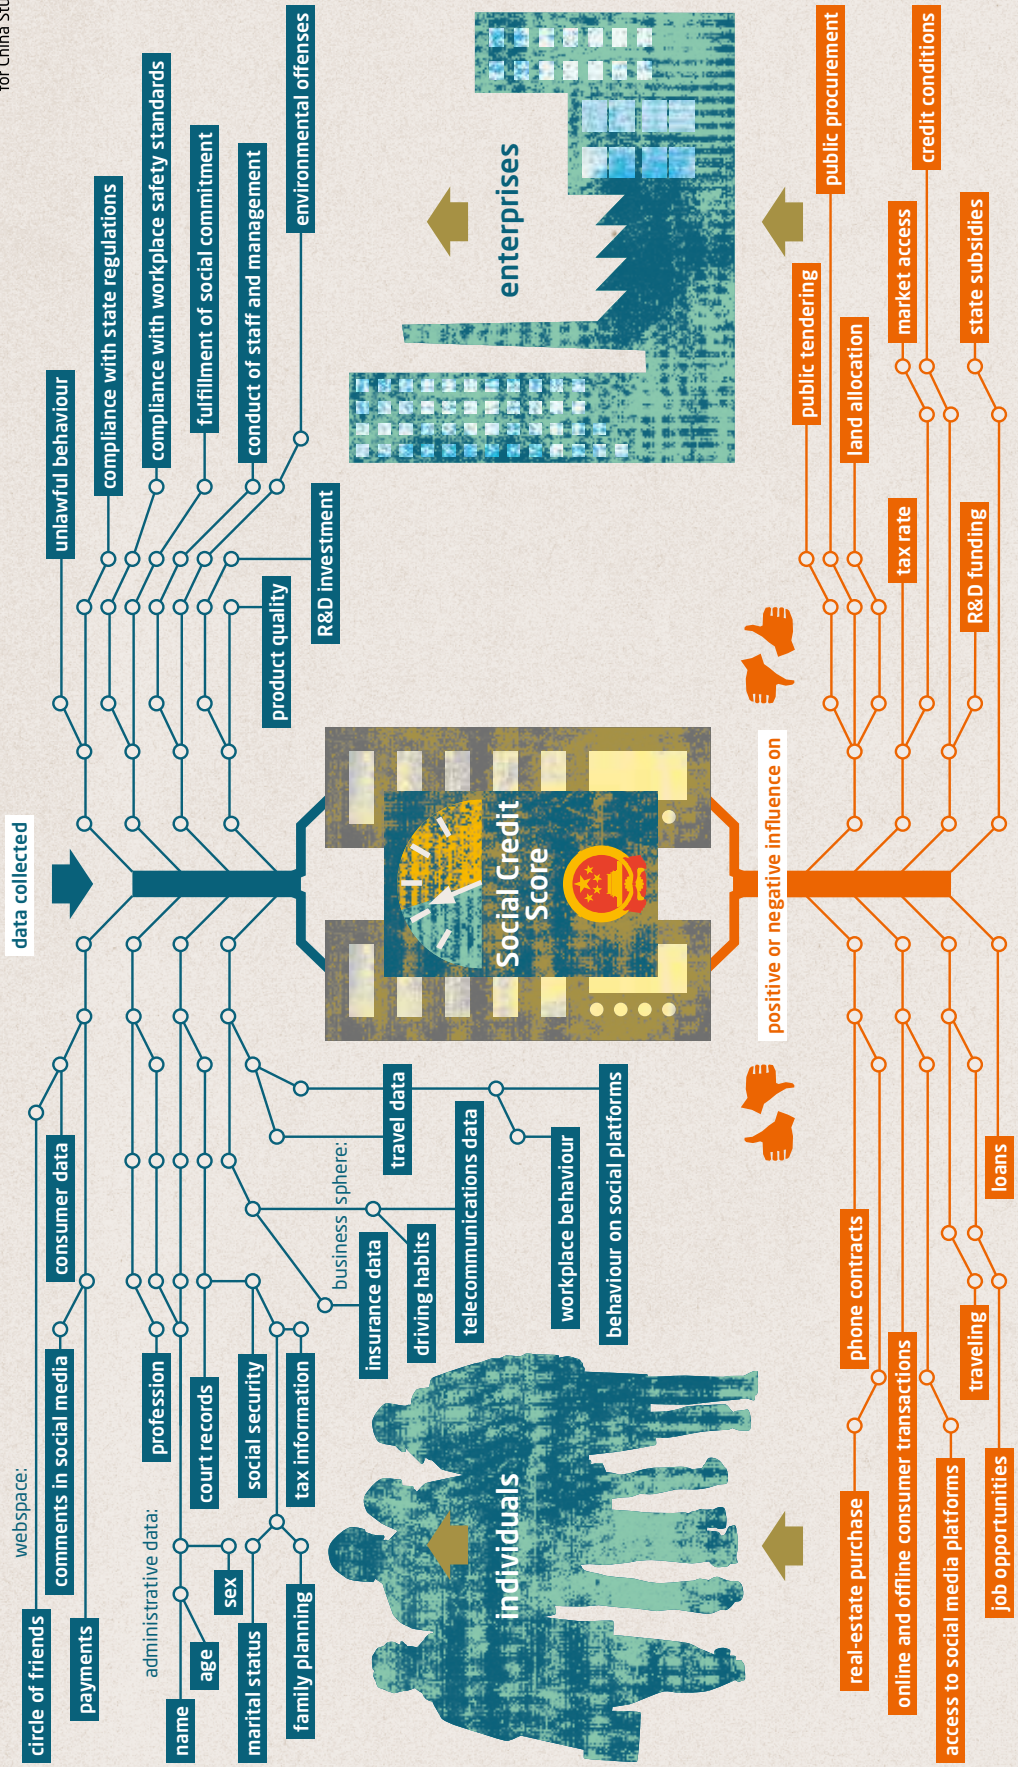 for China Stu
data collected
webspace:
circle of friends
payments
comments in social media
consumer data
administrative data:
name
age
sex
marital status
family planning
profession
court records
social security
tax information
business sphere:
insurance data
driving habits
travel data
telecommunications data
workplace behaviour
behaviour on social platforms
unlawful behaviour
compliance with state regulations
compliance with workplace safety standards
fulfillment of social commitment
conduct of staff and management
environmental offenses
product quality
R&D investment
individuals
Social Credit
Score
enterprises
positive or negative influence on
real-estate purchase
phone contracts
online and offline consumer transactions
access to social media platforms
traveling
job opportunities
loans
public tendering
public procurement
land allocation
tax rate
market access
credit conditions
R&D funding
state subsidies